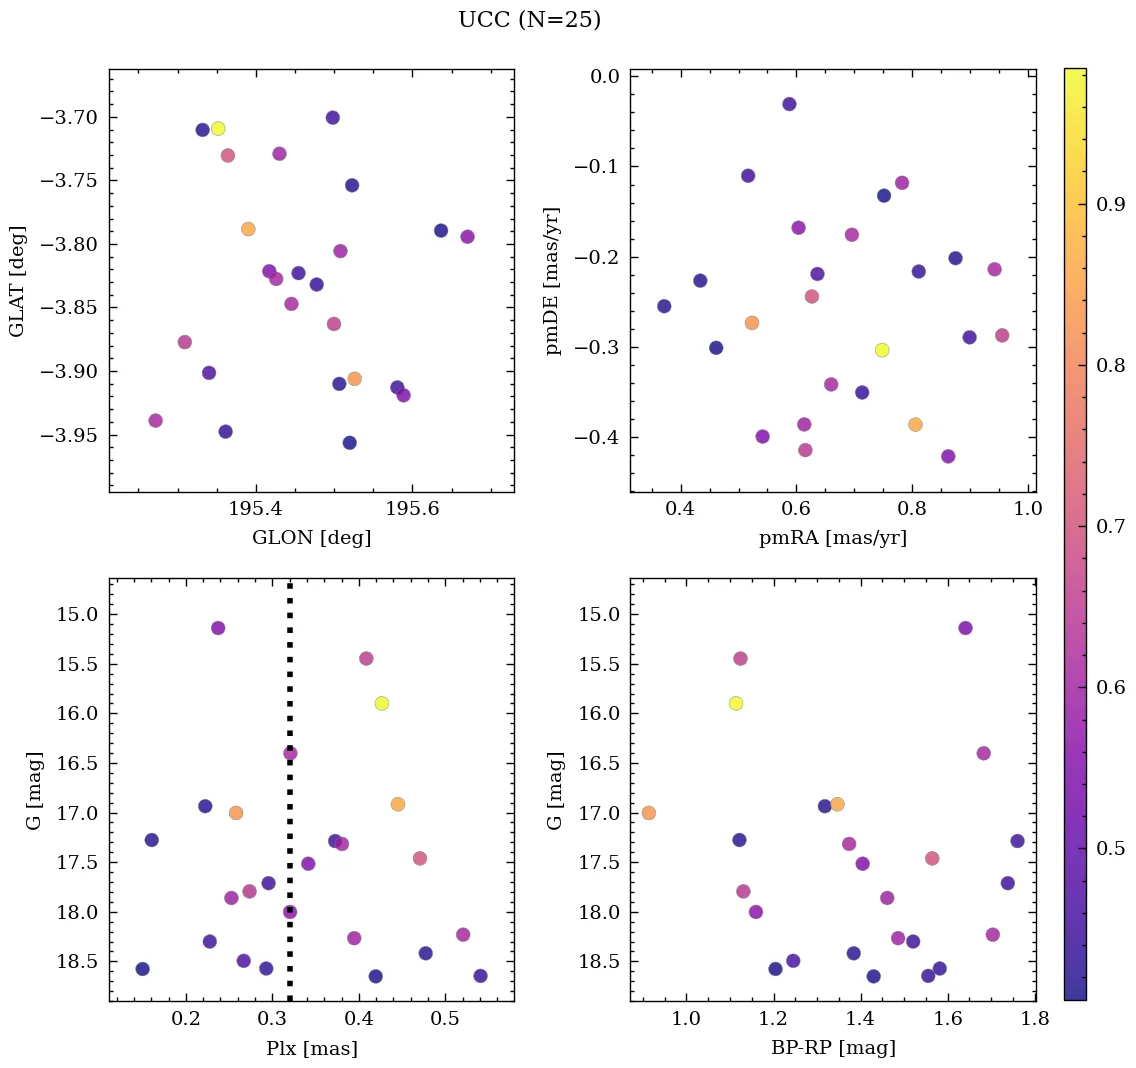 UCC (N=25)
−3.70
−3.75
−3.80
−3.85
−3.90
−3.95
GLAT [deg]
195.4 195.6
GLON [deg]
0.0
−0.1
−0.2
−0.3
−0.4
pmDE [mas/yr]
0.4 0.6 0.8 1.0
pmRA [mas/yr]
15.0
15.5
16.0
16.5
17.0
17.5
18.0
18.5
G [mag]
0.2 0.3 0.4 0.5
Plx [mas]
15.0
15.5
16.0
16.5
17.0
17.5
18.0
18.5
G [mag]
1.0 1.2 1.4 1.6 1.8
BP-RP [mag]
0.9
0.8
0.7
0.6
0.5